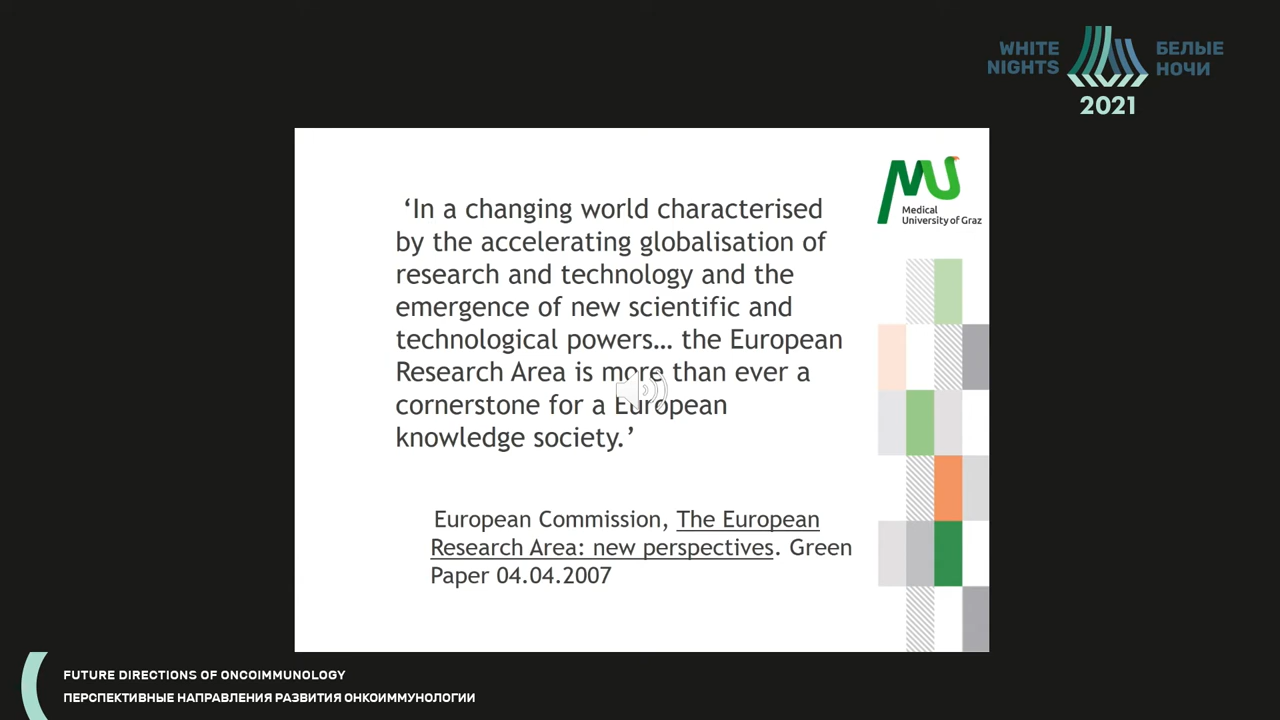 WHITE
NIGHTS
БЕЛЫЕ
НОЧИ
2021
MU
Medical
University of Graz
‘In a changing world characterised
by the accelerating globalisation of
research and technology and the
emergence of new scientific and
technological powers… the European
Research Area is more than ever a
cornerstone for a European
knowledge society.’
European Commission, The European
Research Area: new perspectives. Green
Paper 04.04.2007
FUTURE DIRECTIONS OF ONCOIMMUNOLOGY
ПЕРСПЕКТИВНЫЕ НАПРАВЛЕНИЯ РАЗВИТИЯ ОНКОИММУНОЛОГИИ